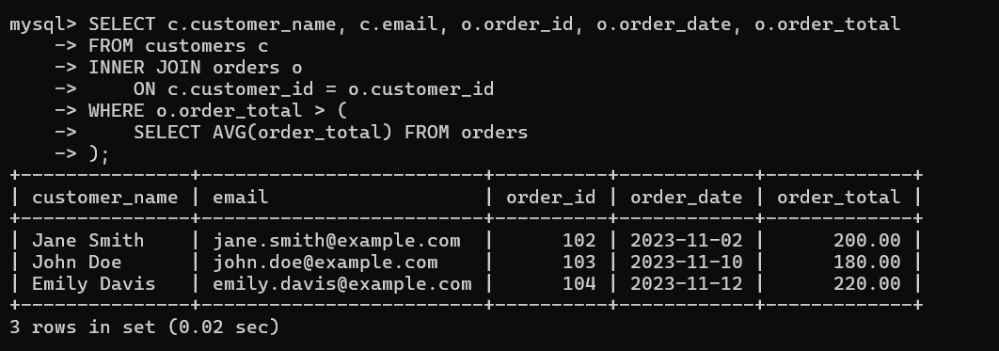 mysql> SELECT c.customer_name, c.email, o.order_id, o.order_date, o.order_total
    -> FROM customers c
    -> INNER JOIN orders o
    ->     ON c.customer_id = o.customer_id
    -> WHERE o.order_total > (
    ->     SELECT AVG(order_total) FROM orders
    -> );
+---------------+-------------------------+----------+------------+-------------+
| customer_name | email                   | order_id | order_date | order_total |
+---------------+-------------------------+----------+------------+-------------+
| Jane Smith    | jane.smith@example.com  |      102 | 2023-11-02 |      200.00 |
| John Doe      | john.doe@example.com    |      103 | 2023-11-10 |      180.00 |
| Emily Davis   | emily.davis@example.com |      104 | 2023-11-12 |      220.00 |
+---------------+-------------------------+----------+------------+-------------+
3 rows in set (0.02 sec)